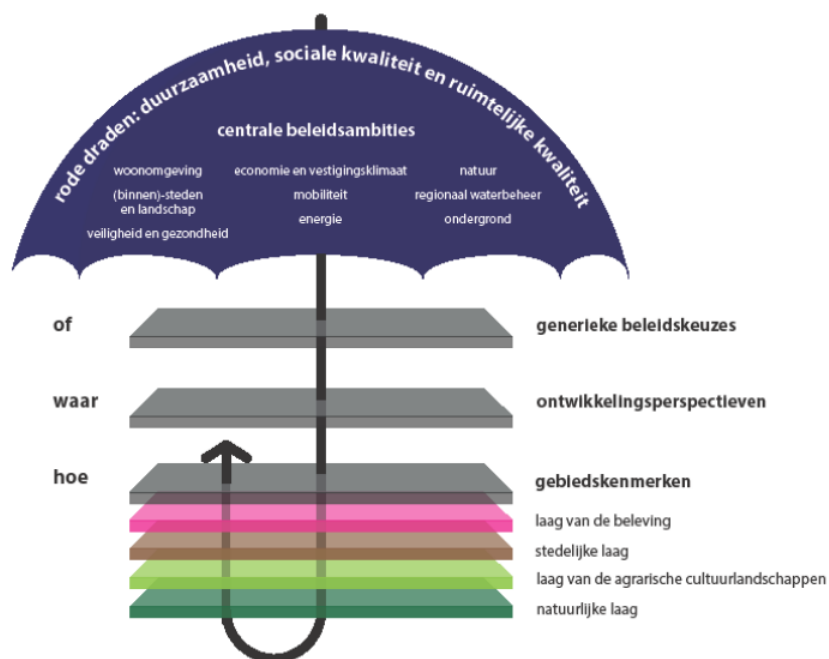 rode draden: duurzaamheid, sociale kwaliteit en ruimtelijke kwaliteit
centrale beleidsambities
woonomgeving
(binnen)-steden
en landschap
veiligheid en gezondheid
economie en vestigingsklimaat
mobiliteit
energie
natuur
regionaal waterbeheer
ondergrond
of
generieke beleidskeuzes
waar
ontwikkelingsperspectieven
hoe
gebiedskenmerken
laag van de beleving
stedelijke laag
laag van de agrarische cultuurlandschappen
natuurlijke laag